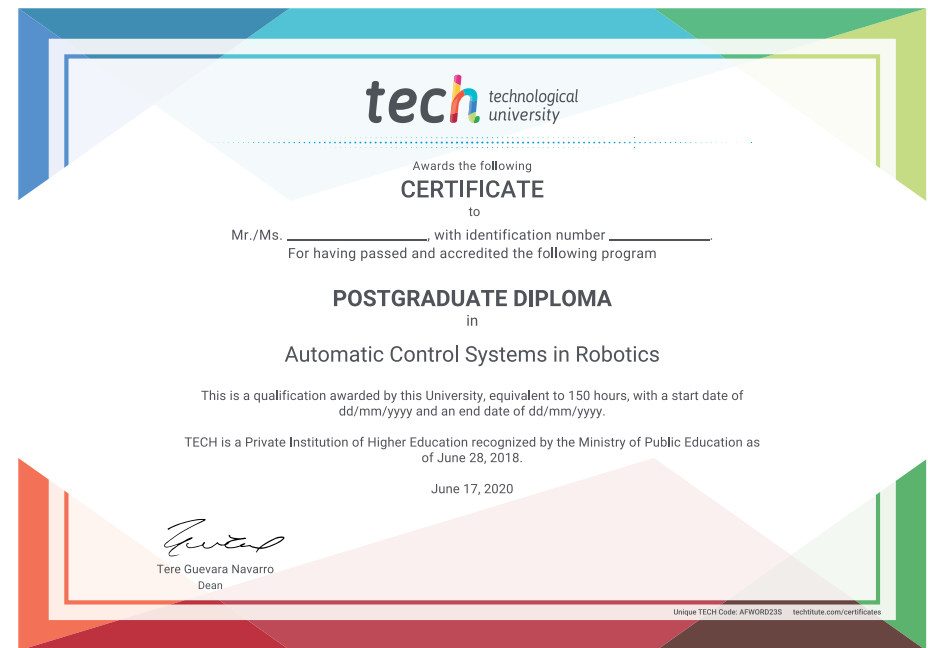 tech technological
university
Awards the following
CERTIFICATE
to
Mr./Ms. ____________________, with identification number ______________.
For having passed and accredited the following program
POSTGRADUATE DIPLOMA
in
Automatic Control Systems in Robotics
This is a qualification awarded by this University, equivalent to 150 hours, with a start date of
dd/mm/yyyy and an end date of dd/mm/yyyy.
TECH is a Private Institution of Higher Education recognized by the Ministry of Public Education as
of June 28, 2018.
June 17, 2020
Tere Guevara Navarro
Dean
Unique TECH Code: AFWORD23S techtitute.com/certificates